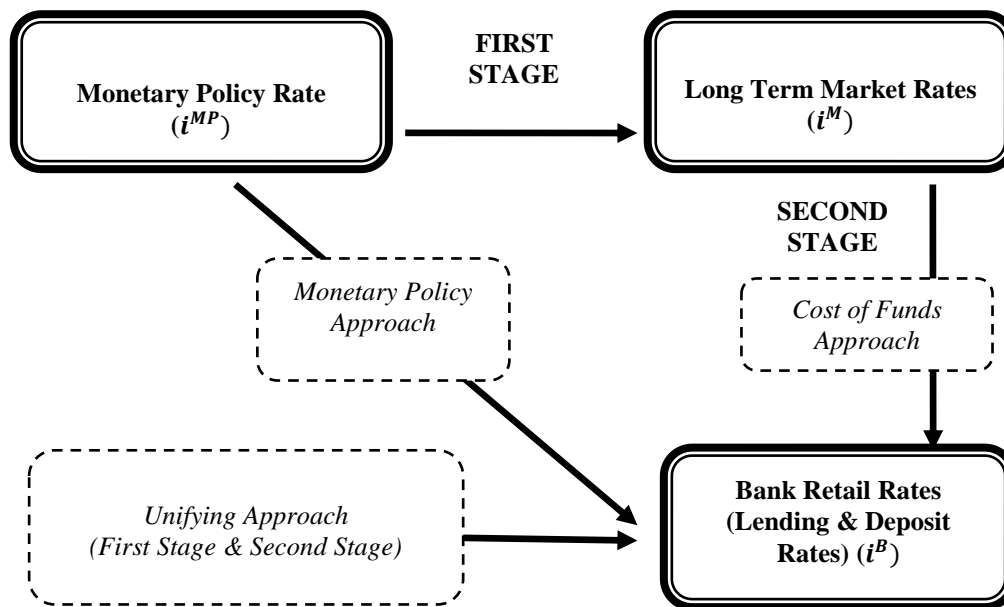 FIRST
STAGE
Monetary Policy Rate
(i^MP)
Long Term Market Rates
(i^M)
SECOND
STAGE
Monetary Policy
Approach
Cost of Funds
Approach
Unifying Approach
(First Stage & Second Stage)
Bank Retail Rates
(Lending & Deposit
Rates) (i^B)